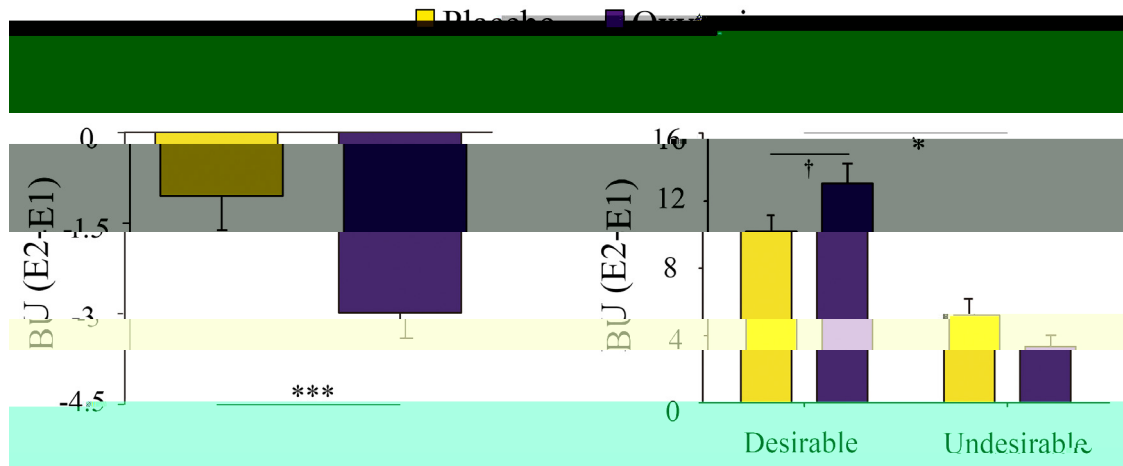 Placebo
BU (E2-E1)
0
-1.5
-3
-4.5
***
BU (E2-E1)
16
12
8
4
0
*
†
Desirable
Undesirable